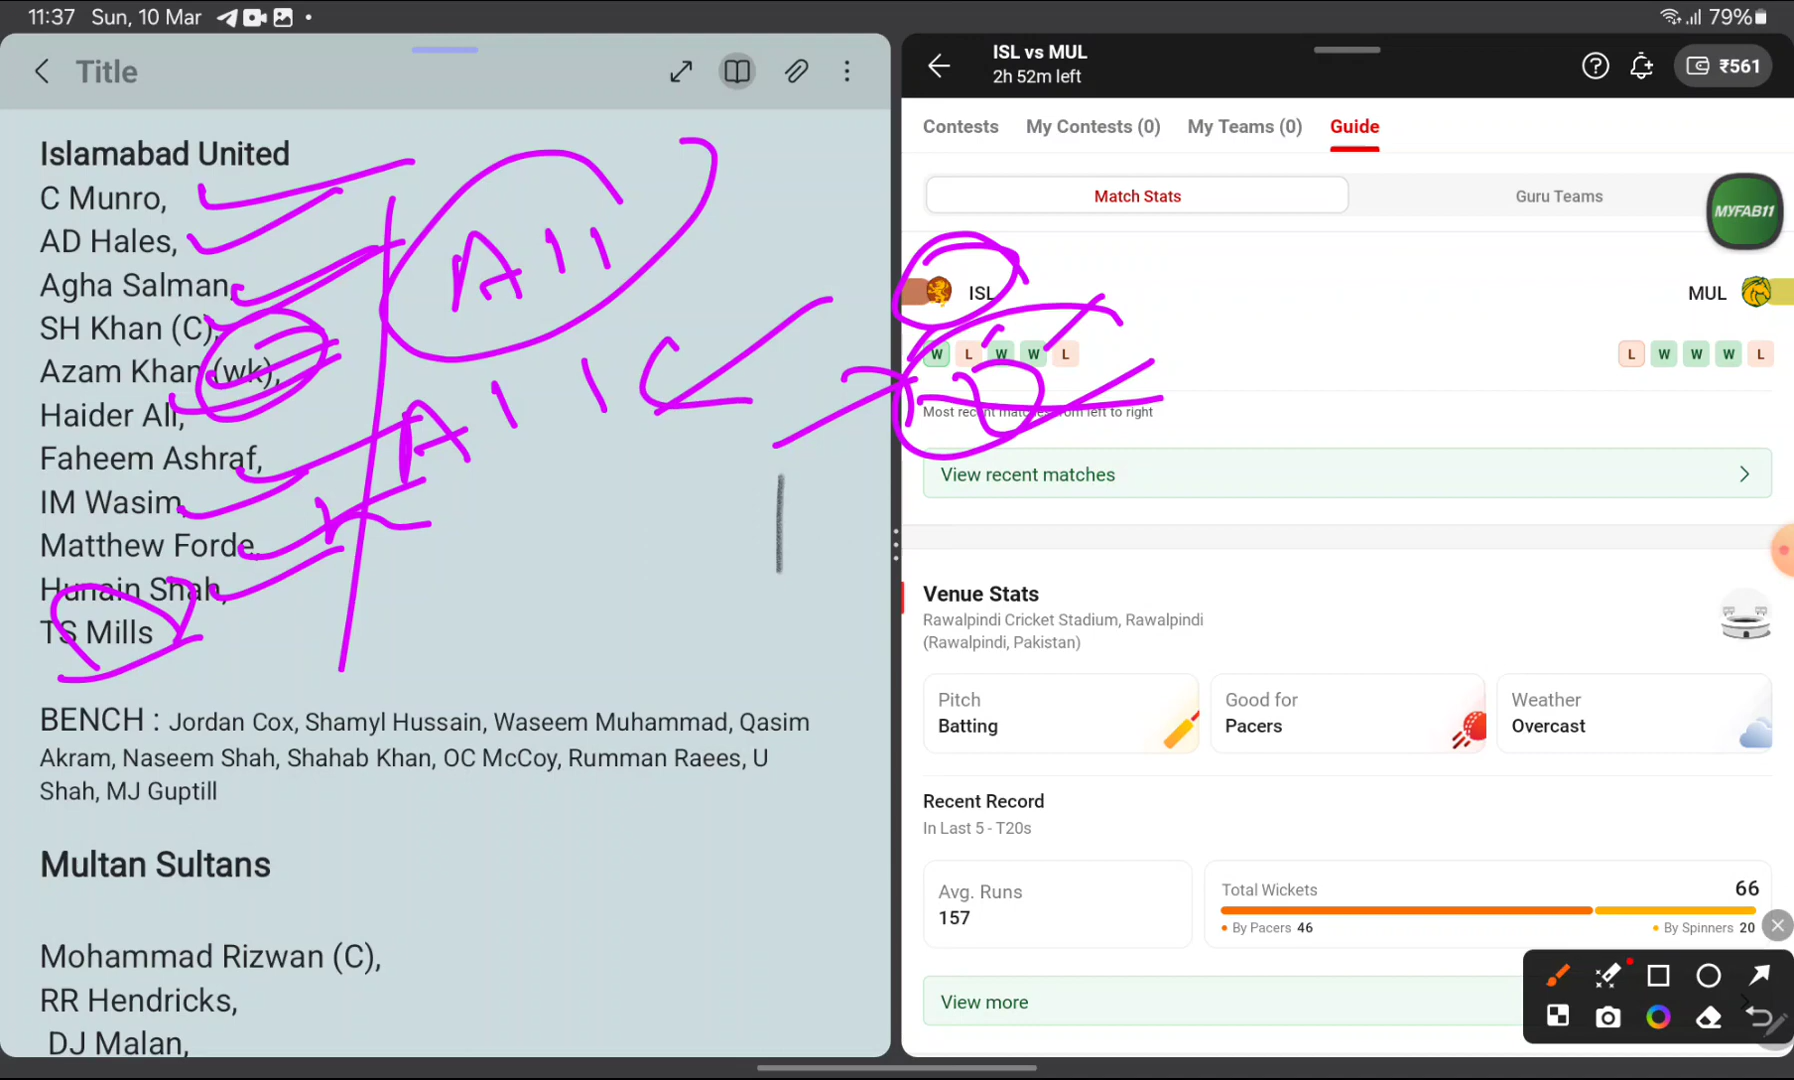 11:37 Sun, 10 Mar
79%
Title
Islamabad United
C Munro,
AD Hales,
Agha Salman,
SH Khan (C),
Azam Khan (wk),
Haider Ali,
Faheem Ashraf,
IM Wasim,
Matthew Forde,
Hunain Shah,
TS Mills
A11
BENCH : Jordan Cox, Shamyl Hussain, Waseem Muhammad, Qasim
Akram, Naseem Shah, Shahab Khan, OC McCoy, Rumman Raees, U
Shah, MJ Guptill
Multan Sultans
Mohammad Rizwan (C),
RR Hendricks,
DJ Malan,
ISL vs MUL
2h 52m left
₹561
Contests My Contests (0) My Teams (0) Guide
Match Stats Guru Teams
MYFAB11
ISL MUL
W L W W L L W W W L
Most recent matches from left to right
View recent matches
Venue Stats
Rawalpindi Cricket Stadium, Rawalpindi
(Rawalpindi, Pakistan)
Pitch Good for Weather
Batting Pacers Overcast
Recent Record
In Last 5 - T20s
Avg. Runs
157
Total Wickets 66
By Pacers 46 By Spinners 20
View more